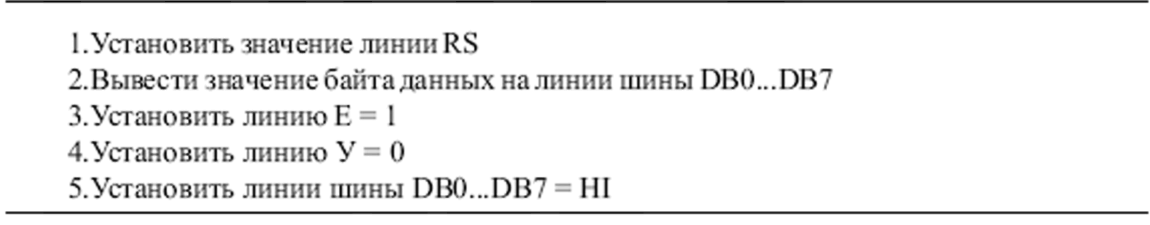 1.Установить значение линии RS
2.Вывести значение байта данных на линии шины DB0...DB7
3.Установить линию E = 1
4.Установить линию У = 0
5.Установить линии шины DB0...DB7 = HI